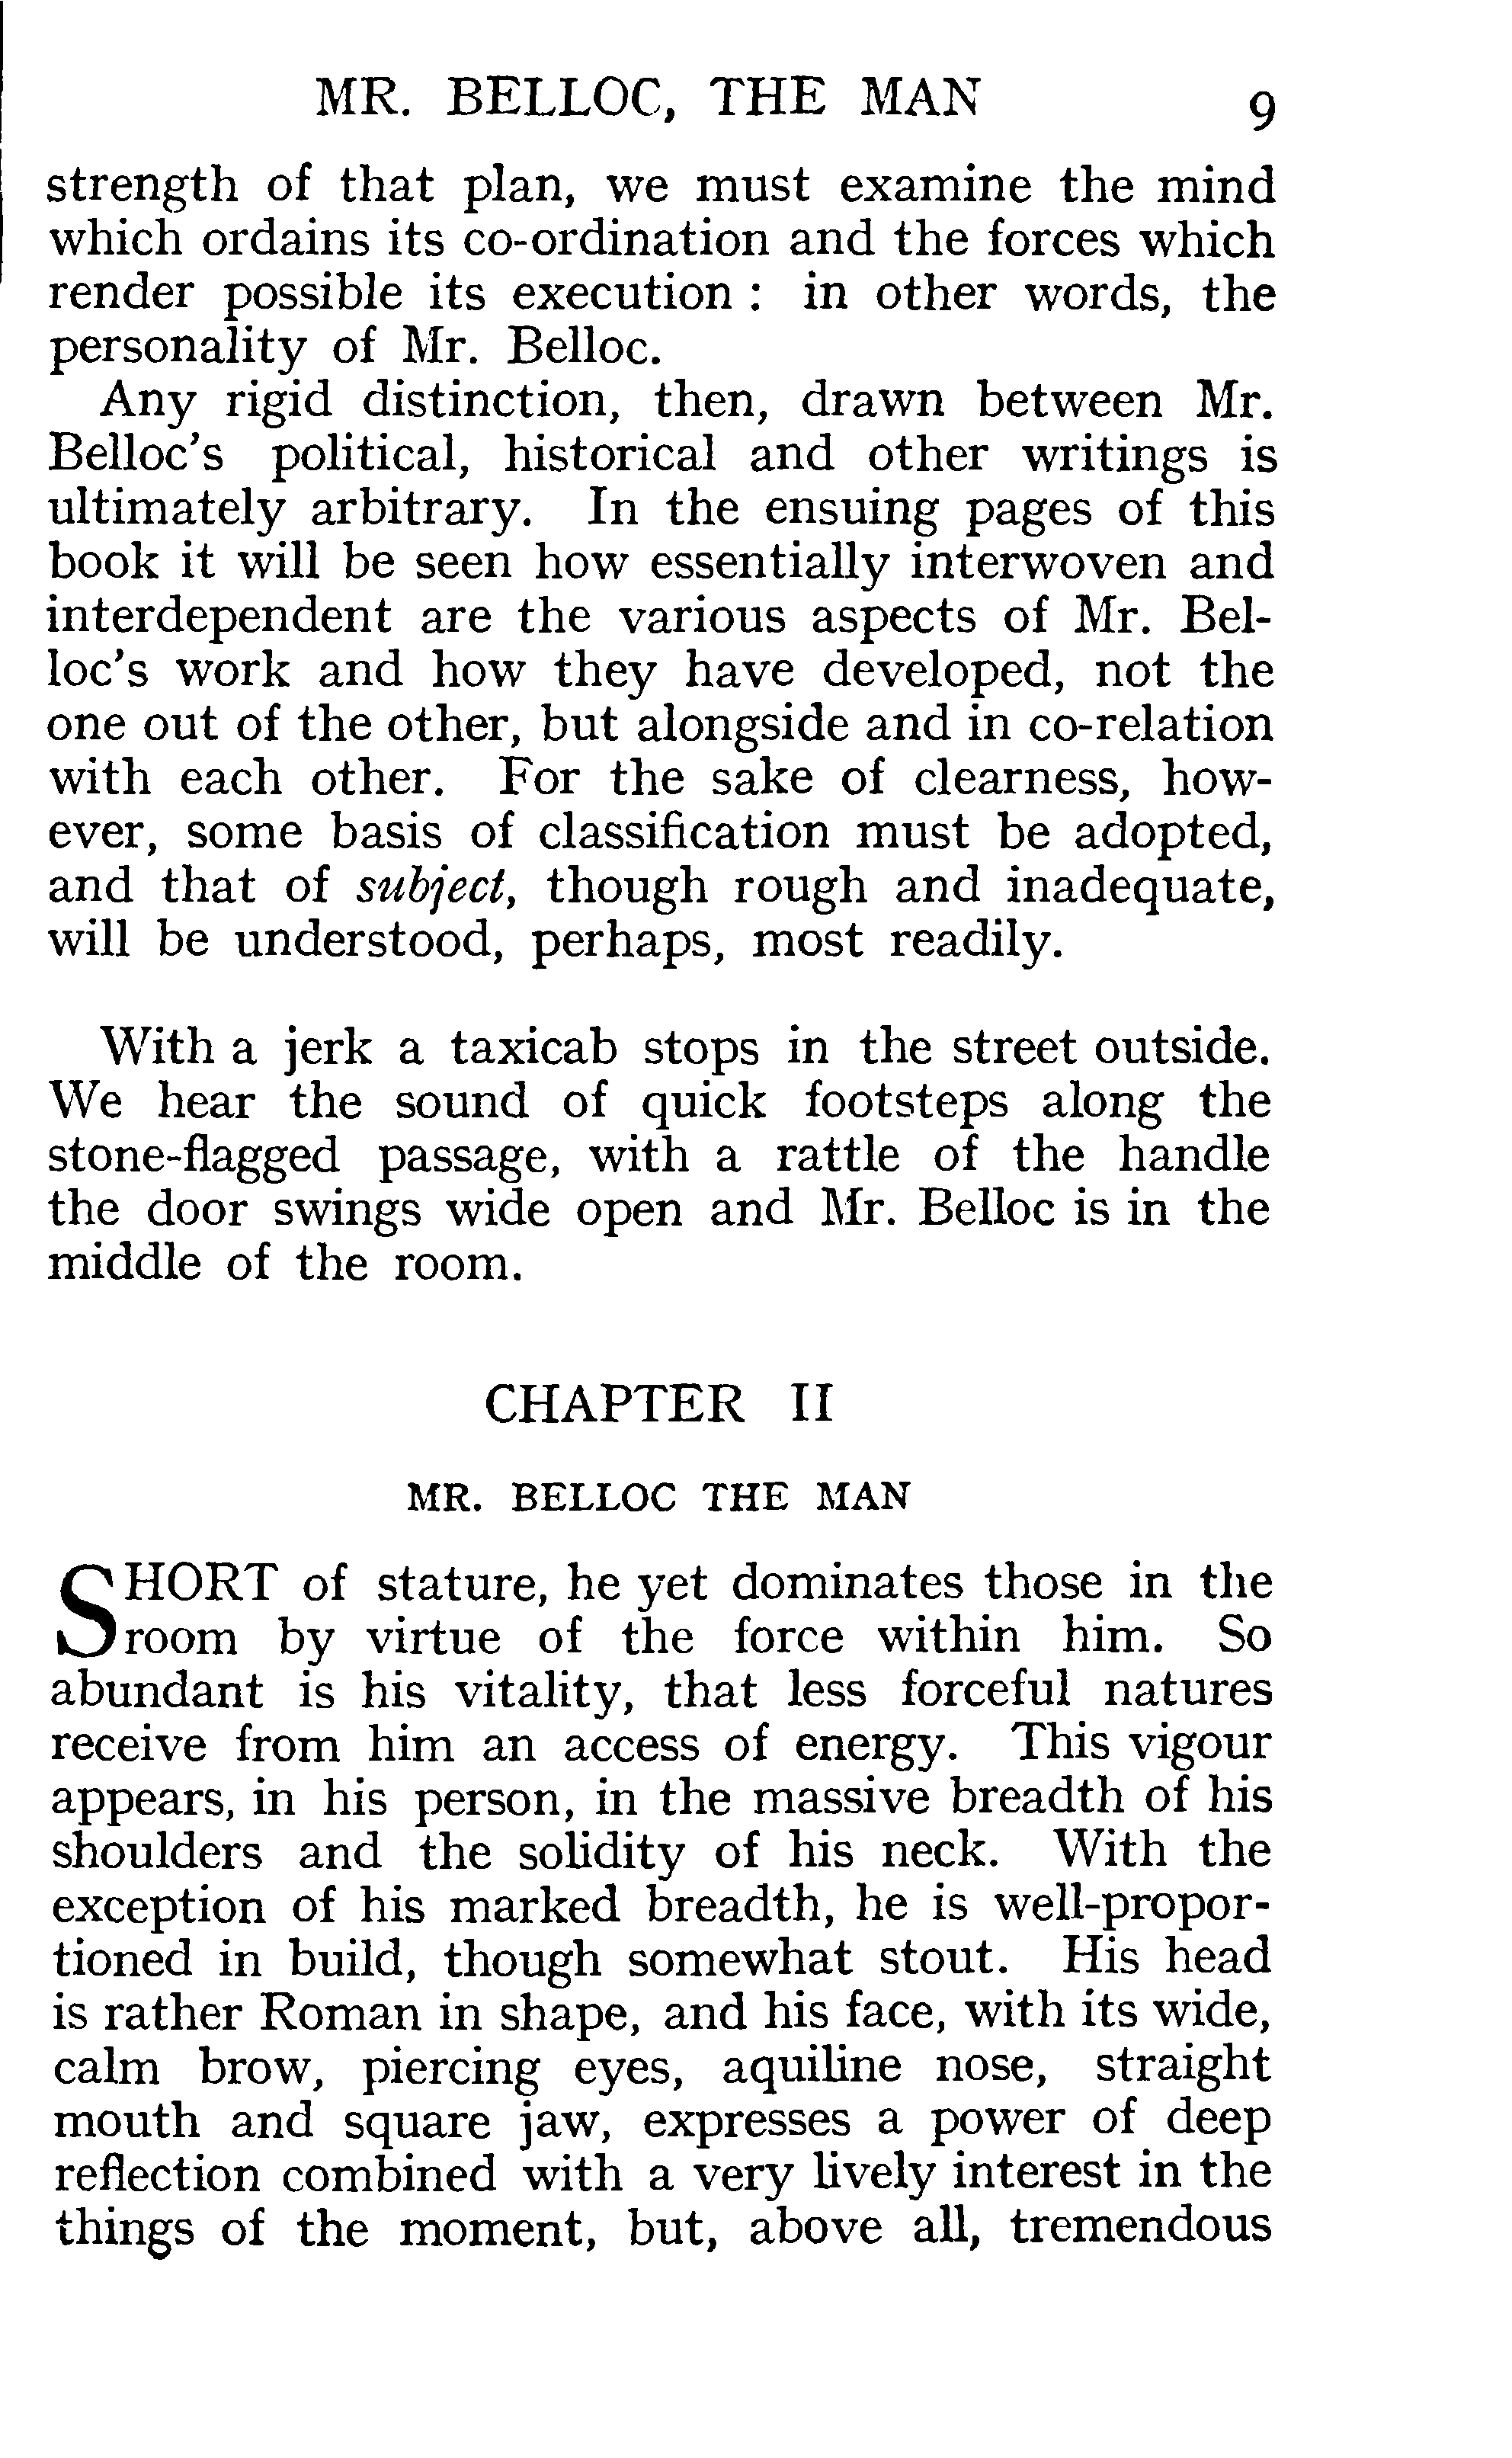 MR. BELLOC, THE MAN 9
strength of that plan, we must examine the mind
which ordains its co-ordination and the forces which
render possible its execution : in other words, the
personality of Mr. Belloc.
Any rigid distinction, then, drawn between Mr.
Belloc's political, historical and other writings is
ultimately arbitrary. In the ensuing pages of this
book it will be seen how essentially interwoven and
interdependent are the various aspects of Mr. Bel-
loc's work and how they have developed, not the
one out of the other, but alongside and in co-relation
with each other. For the sake of clearness, how-
ever, some basis of classification must be adopted,
and that of subject, though rough and inadequate,
will be understood, perhaps, most readily.
With a jerk a taxicab stops in the street outside.
We hear the sound of quick footsteps along the
stone-flagged passage, with a rattle of the handle
the door swings wide open and Mr. Belloc is in the
middle of the room.
CHAPTER II
MR. BELLOC THE MAN
SHORT of stature, he yet dominates those in the
room by virtue of the force within him. So
abundant is his vitality, that less forceful natures
receive from him an access of energy. This vigour
appears, in his person, in the massive breadth of his
shoulders and the solidity of his neck. With the
exception of his marked breadth, he is well-propor-
tioned in build, though somewhat stout. His head
is rather Roman in shape, and his face, with its wide,
calm brow, piercing eyes, aquiline nose, straight
mouth and square jaw, expresses a power of deep
reflection combined with a very lively interest in the
things of the moment, but, above all, tremendous